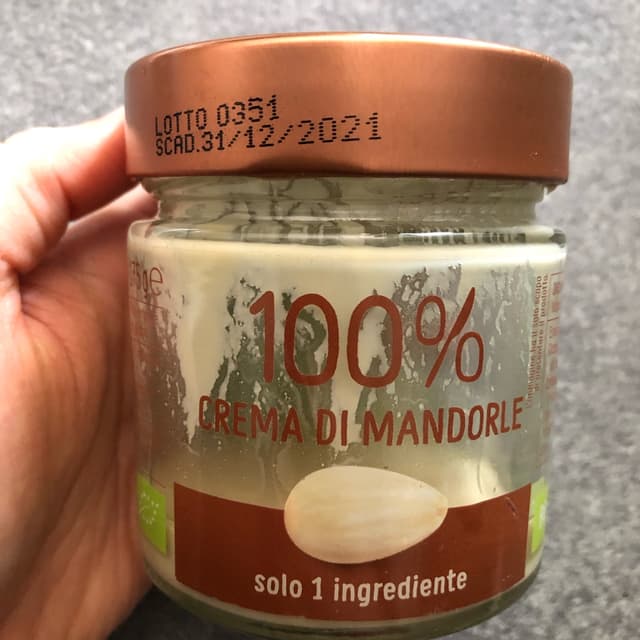 LOTTO 0351
SCAD.31/12/2021
100%
CREMA DI MANDORLE
solo 1 ingrediente